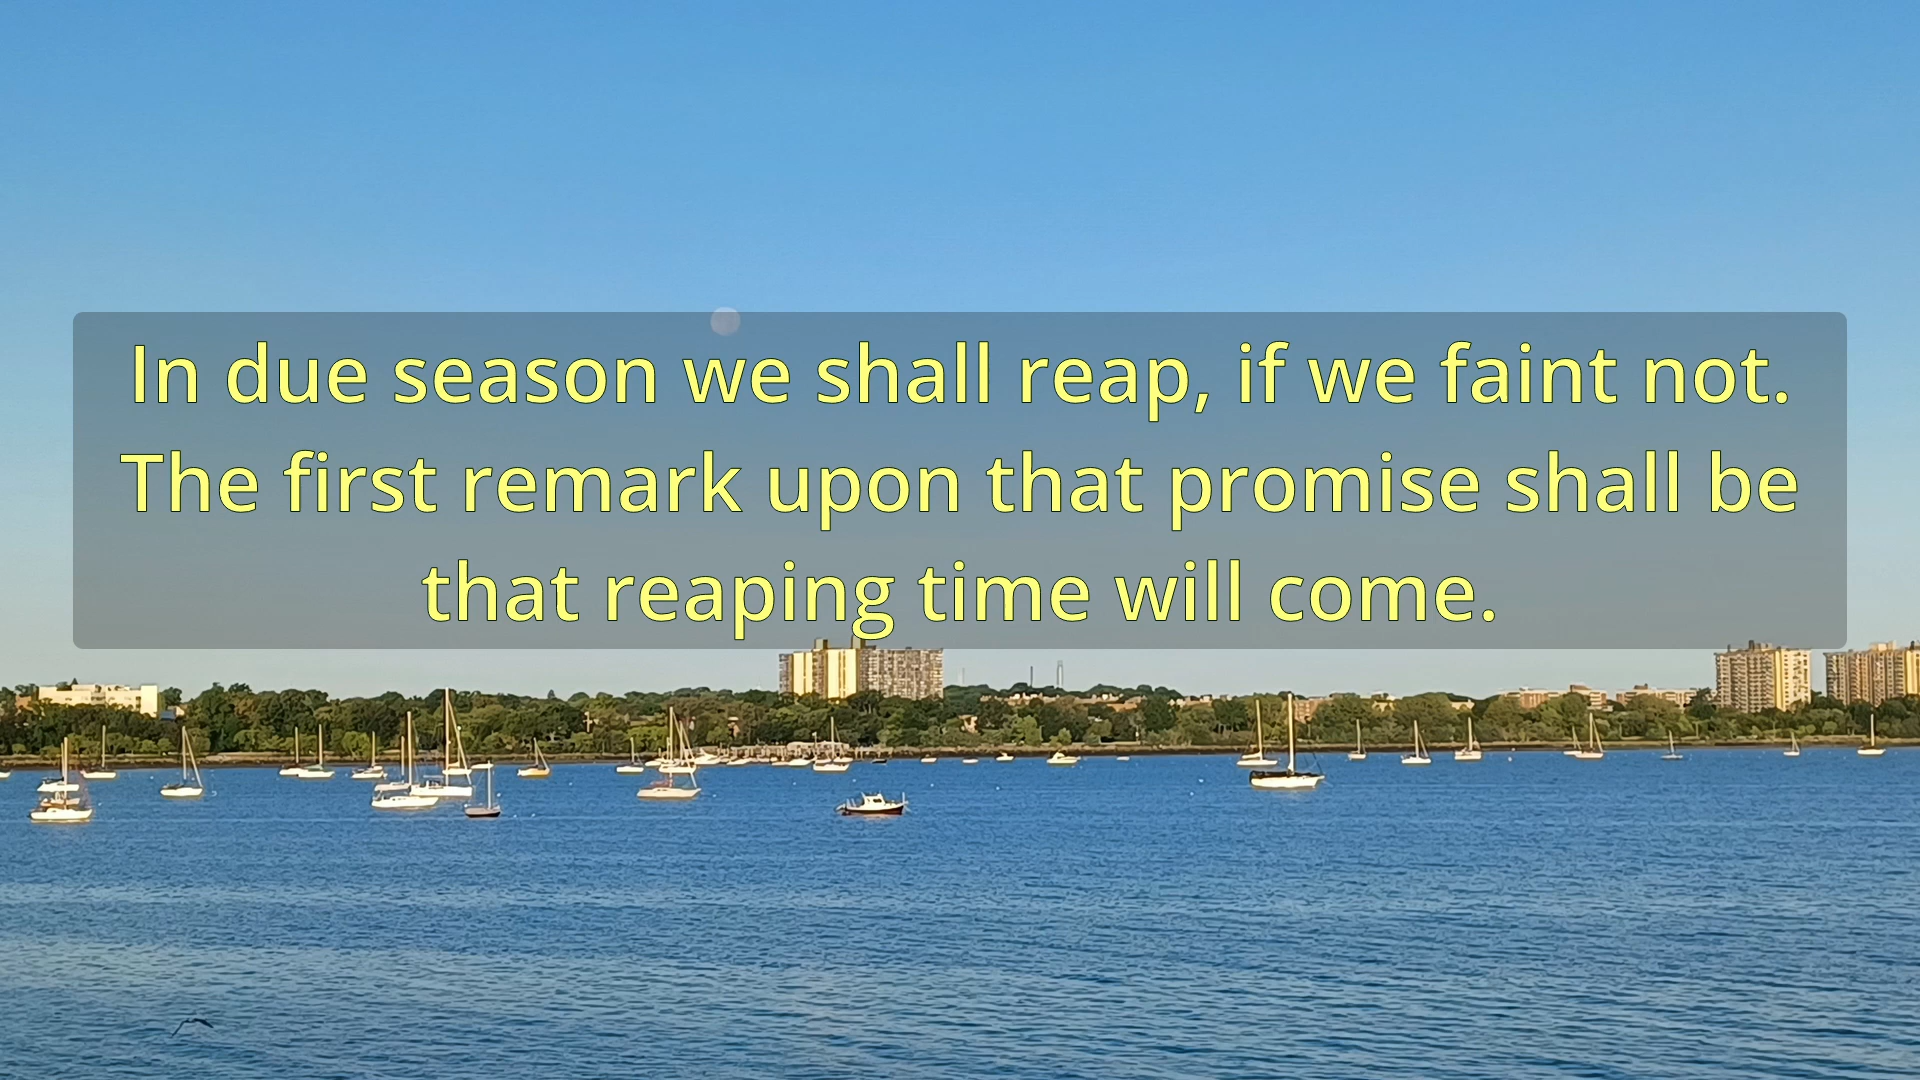 In due season we shall reap, if we faint not.
The first remark upon that promise shall be
that reaping time will come.